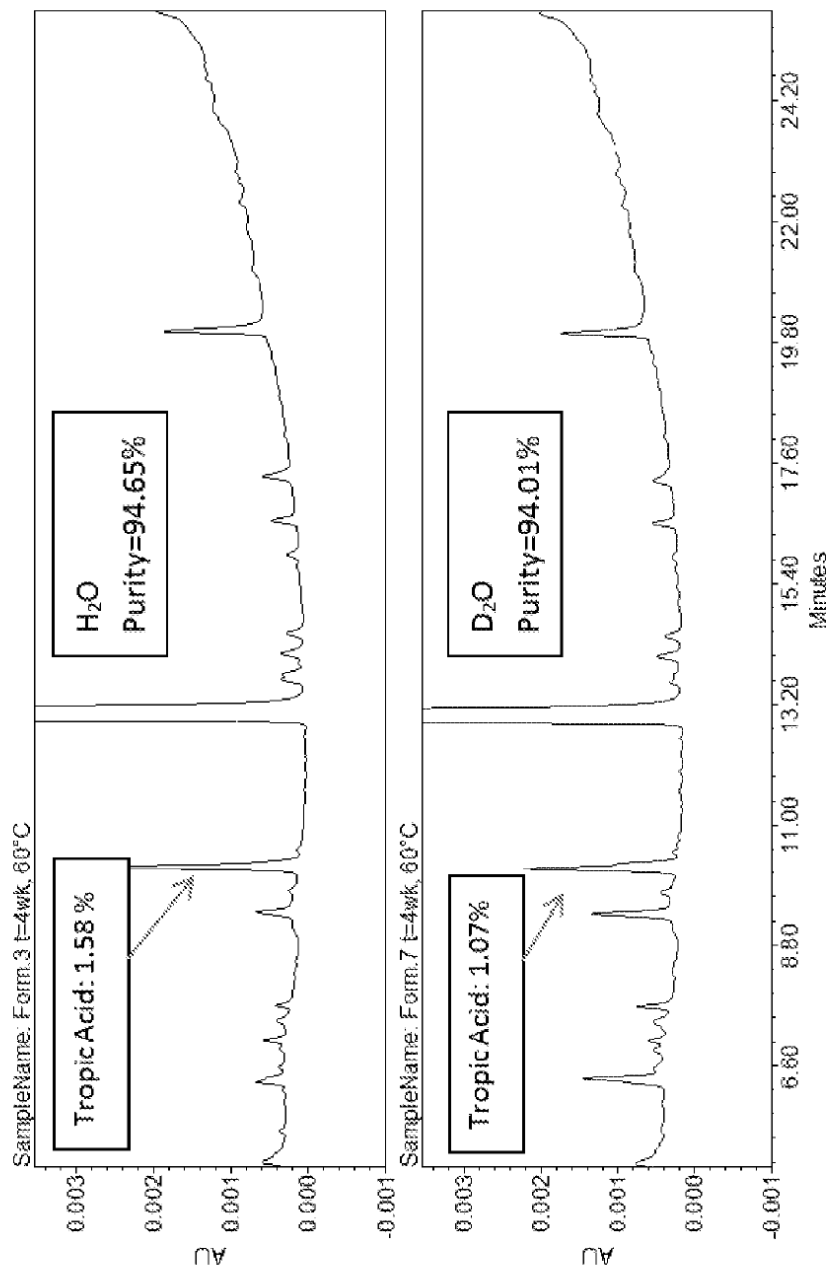 SampleName: Form.3 t=4wk, 60°C
Tropic Acid: 1.58 %
H₂O
Purity=94.65%
AU
0.003
0.002
0.001
0.000
-0.001
SampleName: Form.7 t=4wk, 60°C
Tropic Acid: 1.07%
D₂O
Purity=94.01%
AU
0.003
0.002
0.001
0.000
-0.001
6.60 8.80 11.00 13.20 15.40 17.60 19.80 22.00 24.20
Minutes